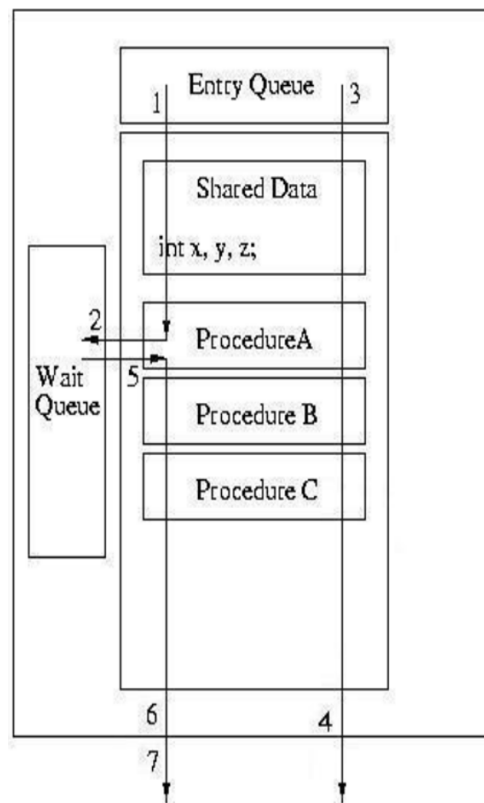 Entry Queue
1
3
Shared Data
int x, y, z;
2
ProcedureA
5
Wait
Queue
Procedure B
Procedure C
6
4
7